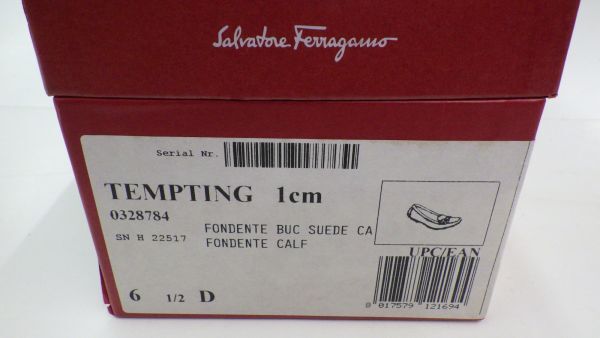 Salvatore Ferragamo
Serial Nr.
TEMPTING 1cm
0328784
SN H 22517
FONDENTE BUC SUEDE CA
FONDENTE CALF
UPC/EAN
6 1/2 D
8 017579 121694